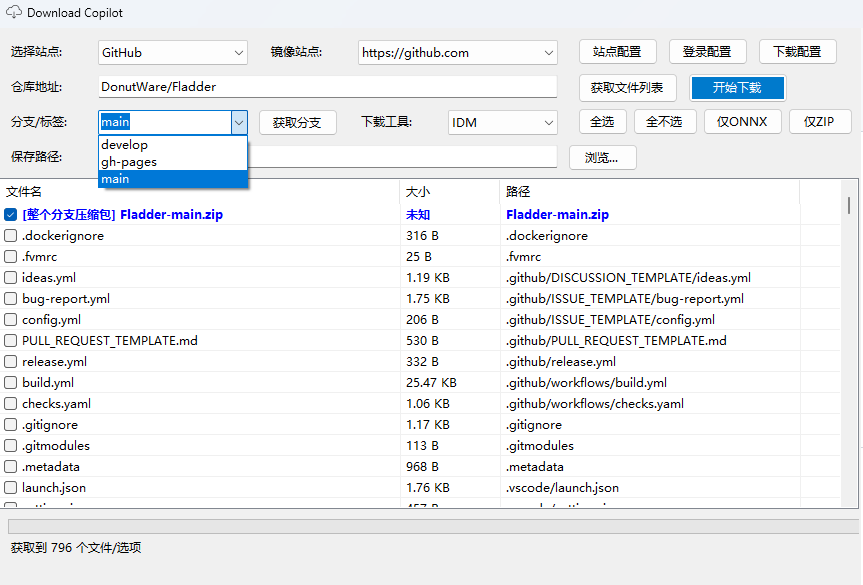 Download Copilot
选择站点: GitHub 镜像站点: https://github.com 站点配置 登录配置 下载配置
仓库地址: DonutWare/Fladder 获取文件列表 开始下载
分支/标签: main 获取分支 下载工具: IDM 全选 全不选 仅ONNX 仅ZIP
develop
gh-pages
main
保存路径: 浏览...
文件名 大小 路径
[整个分支压缩包] Fladder-main.zip 未知 Fladder-main.zip
.dockerignore 316 B .dockerignore
.fvmrc 25 B .fvmrc
ideas.yml 1.19 KB .github/DISCUSSION_TEMPLATE/ideas.yml
bug-report.yml 1.75 KB .github/ISSUE_TEMPLATE/bug-report.yml
config.yml 206 B .github/ISSUE_TEMPLATE/config.yml
PULL_REQUEST_TEMPLATE.md 530 B .github/PULL_REQUEST_TEMPLATE.md
release.yml 332 B .github/release.yml
build.yml 25.47 KB .github/workflows/build.yml
checks.yaml 1.06 KB .github/workflows/checks.yaml
.gitignore 1.17 KB .gitignore
.gitmodules 113 B .gitmodules
.metadata 968 B .metadata
launch.json 1.76 KB .vscode/launch.json
获取到 796 个文件/选项